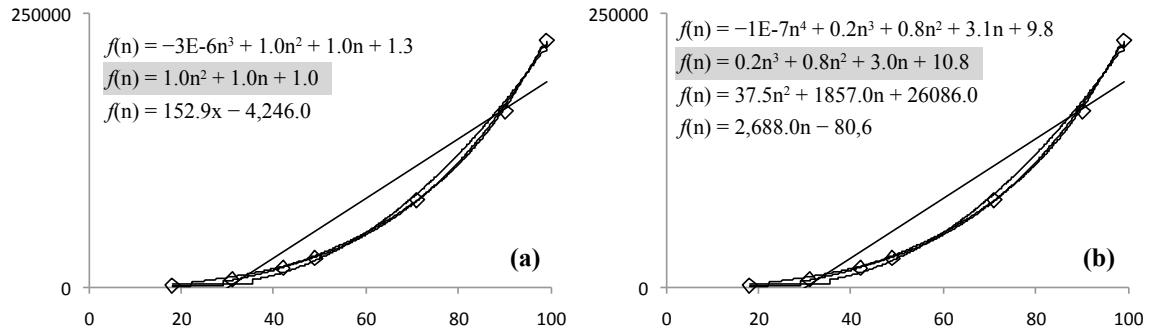 250000
f(n) = −3E-6n³ + 1.0n² + 1.0n + 1.3
f(n) = 1.0n² + 1.0n + 1.0
f(n) = 152.9x − 4,246.0
(a)
0
0 20 40 60 80 100
250000
f(n) = −1E-7n⁴ + 0.2n³ + 0.8n² + 3.1n + 9.8
f(n) = 0.2n³ + 0.8n² + 3.0n + 10.8
f(n) = 37.5n² + 1857.0n + 26086.0
f(n) = 2,688.0n − 80,6
(b)
0
0 20 40 60 80 100